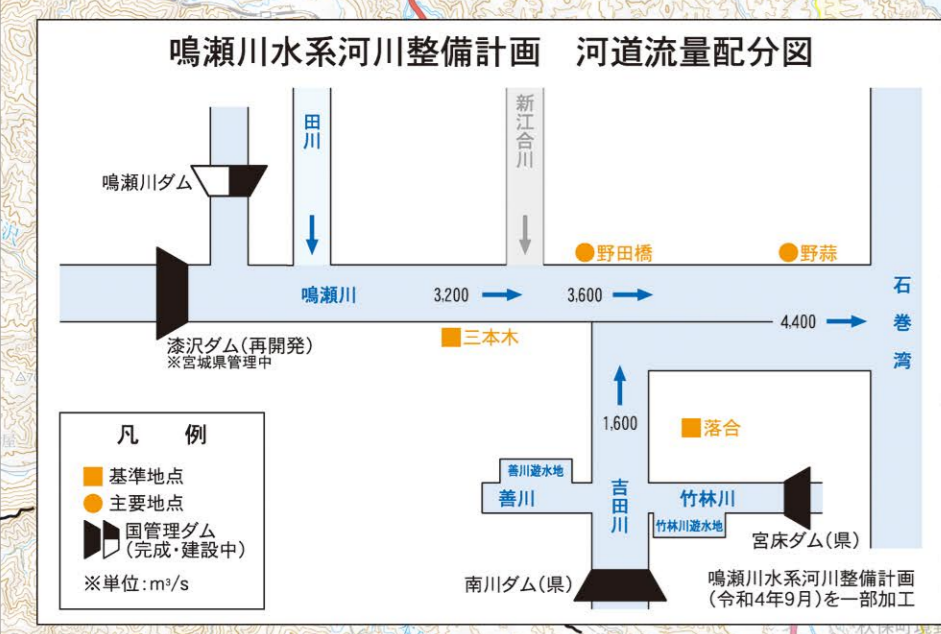 鳴瀬川水系河川整備計画　河道流量配分図
田川
新江合川
鳴瀬川ダム
野田橋
野蒜
鳴瀬川
3,200
3,600
4,400
石巻湾
三本木
漆沢ダム(再開発)
※宮城県管理中
1,600
落合
凡　例
基準地点
主要地点
国管理ダム
(完成・建設中)
※単位:m³/s
善川遊水地
善川
吉田川
竹林川
竹林川遊水地
宮床ダム(県)
南川ダム(県)
鳴瀬川水系河川整備計画
(令和4年9月)を一部加工
沢